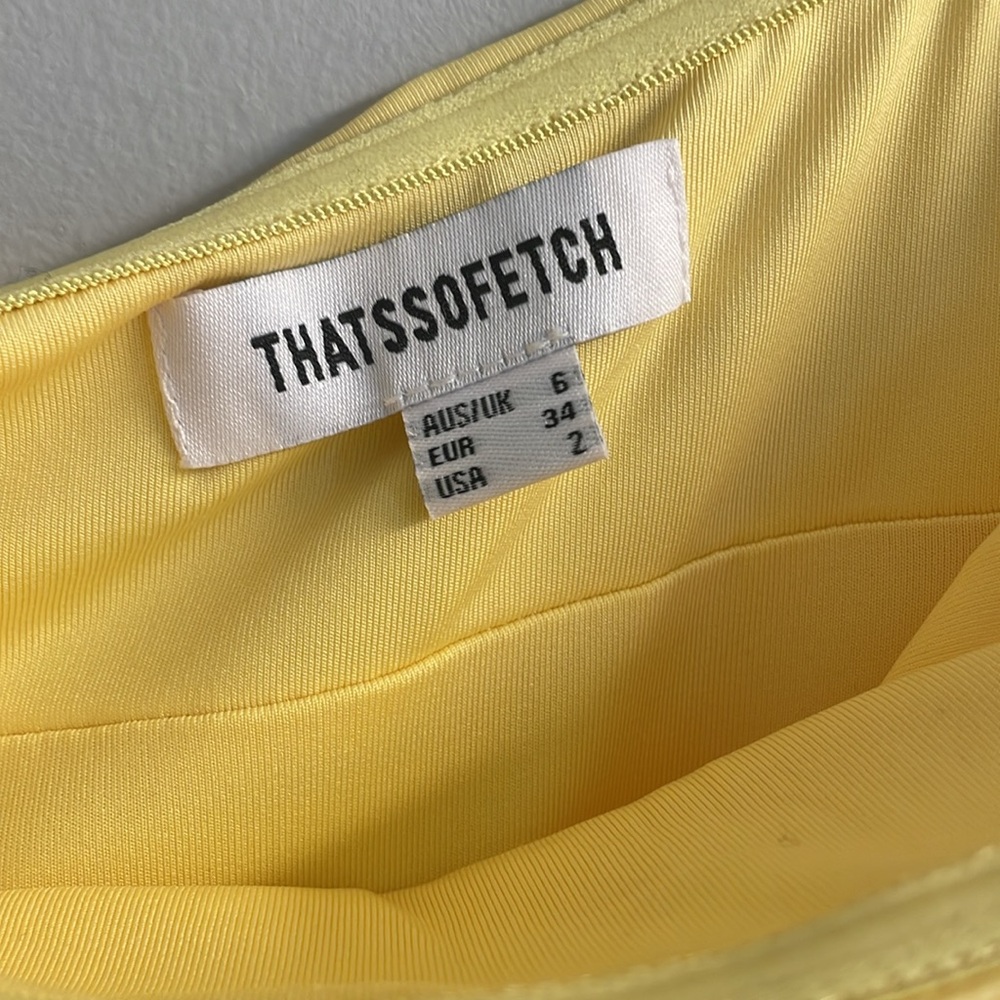 THATSSOFETCH
AUS/UK 6
EUR 34
USA 2